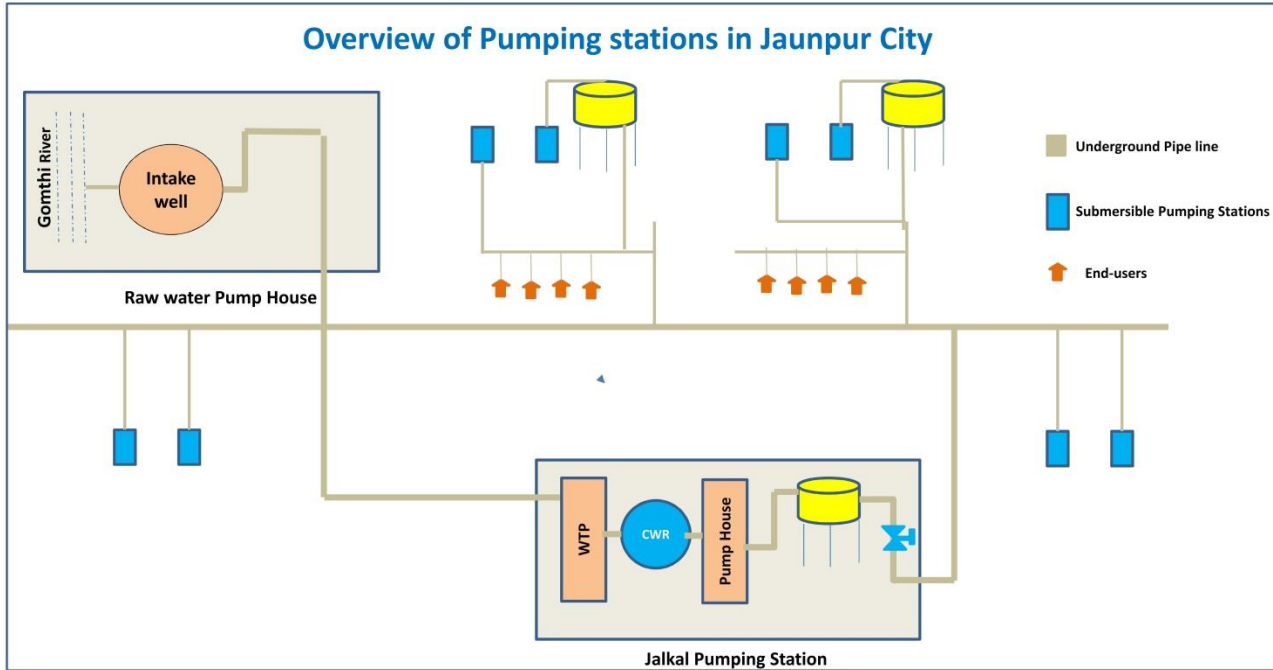 Overview of Pumping stations in Jaunpur City
Gomthi River
Intake
well
Raw water Pump House
Underground Pipe line
Submersible Pumping Stations
End-users
WTP
CWR
Pump House
Jalkal Pumping Station